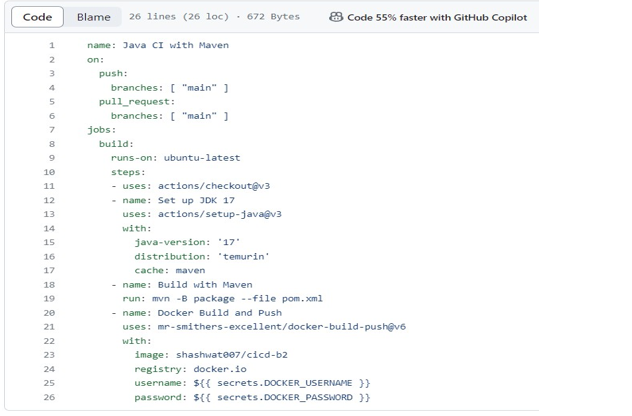 Code Blame 26 lines (26 loc) · 672 Bytes Code 55% faster with GitHub Copilot
1 name: Java CI with Maven
2 on:
3 push:
4 branches: [ "main" ]
5 pull_request:
6 branches: [ "main" ]
7 jobs:
8 build:
9 runs-on: ubuntu-latest
10 steps:
11 - uses: actions/checkout@v3
12 - name: Set up JDK 17
13 uses: actions/setup-java@v3
14 with:
15 java-version: '17'
16 distribution: 'temurin'
17 cache: maven
18 - name: Build with Maven
19 run: mvn -B package --file pom.xml
20 - name: Docker Build and Push
21 uses: mr-smithers-excellent/docker-build-push@v6
22 with:
23 image: shashwat007/cicd-b2
24 registry: docker.io
25 username: ${{ secrets.DOCKER_USERNAME }}
26 password: ${{ secrets.DOCKER_PASSWORD }}